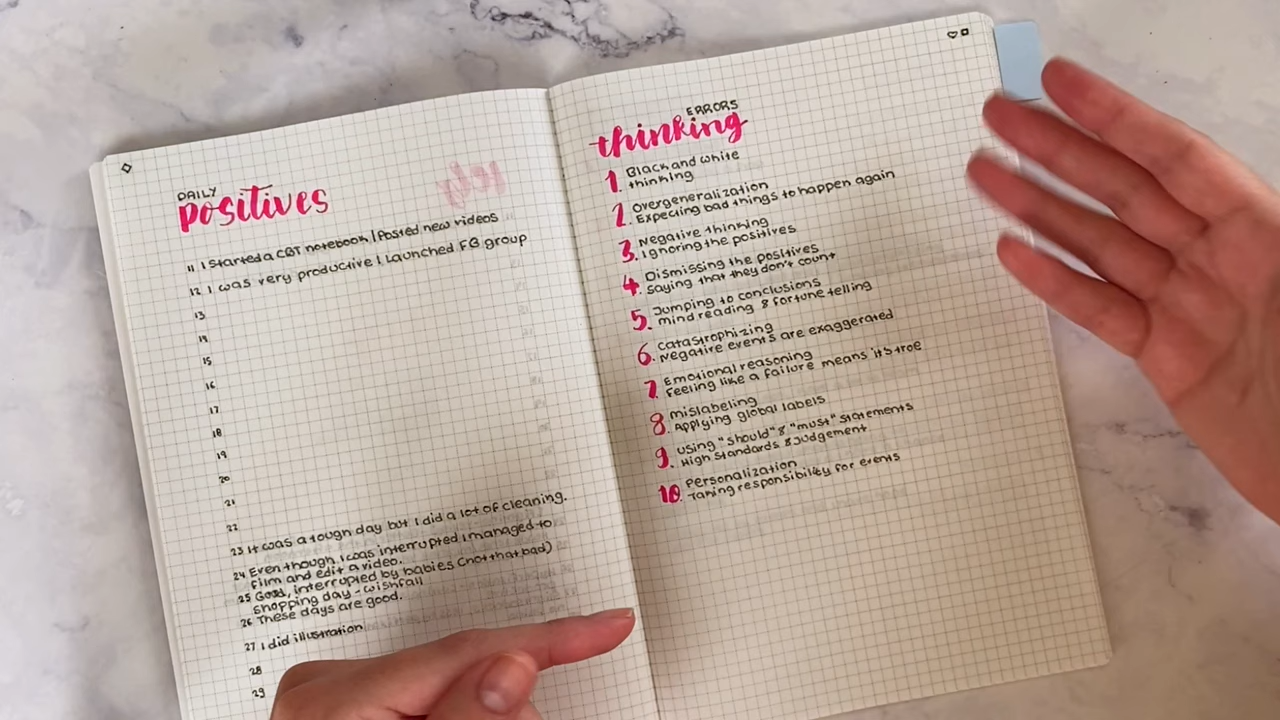 DAILY
positives
11 I started a CBT notebook | Posted new videos
12 I was very productive I launched FB group
13
14
15
16
17
18
19
20
21
22
23 It was a tough day but I did a lot of cleaning.
24 Even though I was interrupted I managed to
film and edit a video.
25 Good, interrupted by babies (not that bad)
shopping day - wishfall
26 These days are good.
27 I did illustration
28
29
ERRORS
thinking
1. Black and white
thinking
2. Overgeneralization
Expecting bad things to happen again
3. Negative thinking
Ignoring the positives
4. Dismissing the positives
Saying that they don't count
5. Jumping to conclusions
mind reading & fortune telling
6. Catastrophizing
Negative events are exaggerated
7. Emotional reasoning
Feeling like a failure means it's true
8. mislabeling
Applying global labels
9. Using "should" & "must" statements
High standards & judgement
10. Personalization
Taking responsibility for events